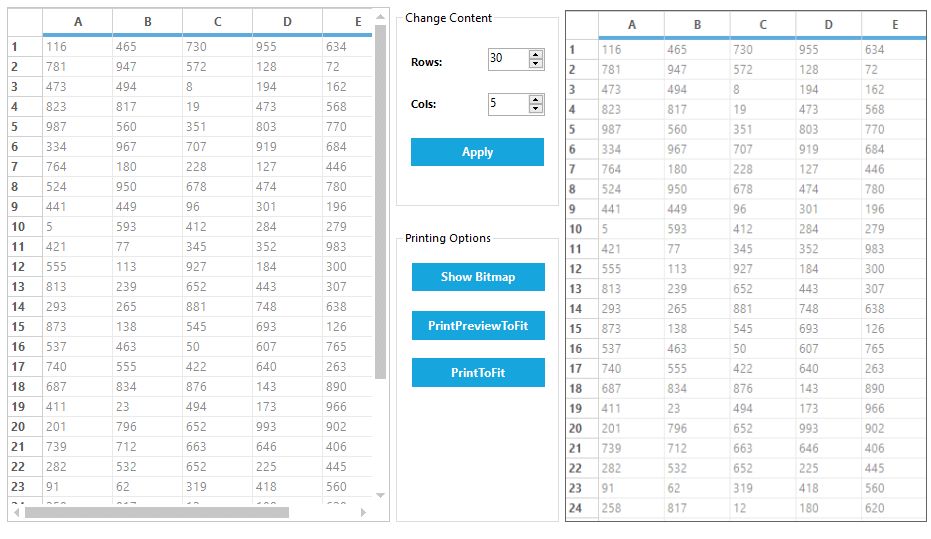 A B C D E
1 116 465 730 955 634
2 781 947 572 128 72
3 473 494 8 194 162
4 823 817 19 473 568
5 987 560 351 803 770
6 334 967 707 919 684
7 764 180 228 127 446
8 524 950 678 474 780
9 441 449 96 301 196
10 5 593 412 284 279
11 421 77 345 352 983
12 555 113 927 184 300
13 813 239 652 443 307
14 293 265 881 748 638
15 873 138 545 693 126
16 537 463 50 607 765
17 740 555 422 640 263
18 687 834 876 143 890
19 411 23 494 173 966
20 201 796 652 993 902
21 739 712 663 646 406
22 282 532 652 225 445
23 91 62 319 418 560
Change Content
Rows: 30
Cols: 5
Apply
Printing Options
Show Bitmap
PrintPreviewToFit
PrintToFit
A B C D E
1 116 465 730 955 634
2 781 947 572 128 72
3 473 494 8 194 162
4 823 817 19 473 568
5 987 560 351 803 770
6 334 967 707 919 684
7 764 180 228 127 446
8 524 950 678 474 780
9 441 449 96 301 196
10 5 593 412 284 279
11 421 77 345 352 983
12 555 113 927 184 300
13 813 239 652 443 307
14 293 265 881 748 638
15 873 138 545 693 126
16 537 463 50 607 765
17 740 555 422 640 263
18 687 834 876 143 890
19 411 23 494 173 966
20 201 796 652 993 902
21 739 712 663 646 406
22 282 532 652 225 445
23 91 62 319 418 560
24 258 817 12 180 620